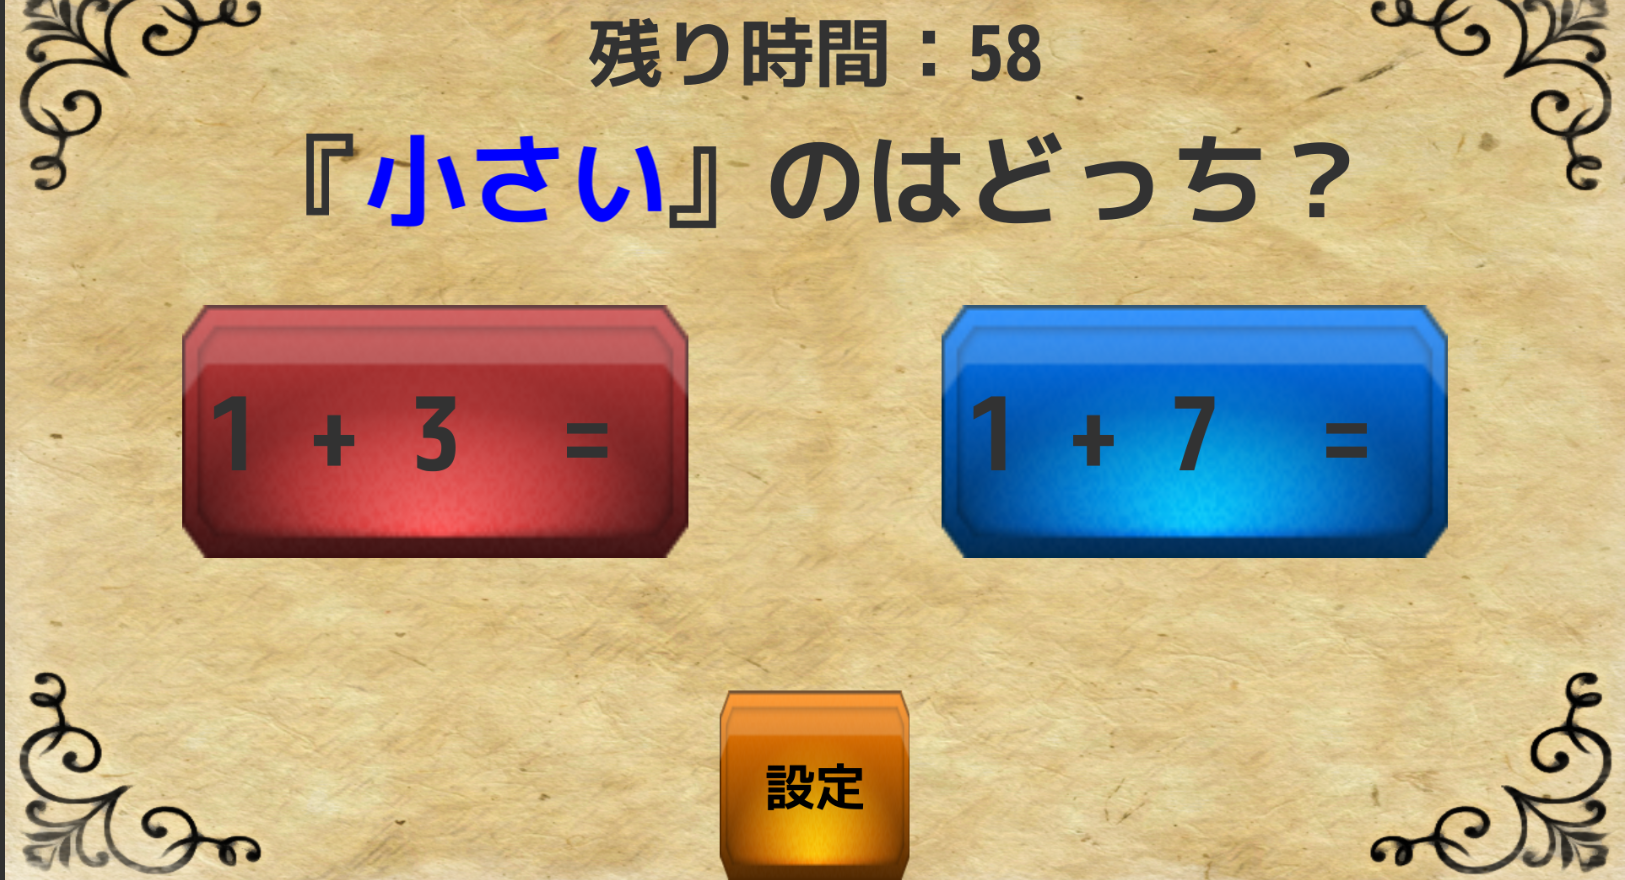 残り時間：58
『小さい』のはどっち？
1 + 3 =
1 + 7 =
設定